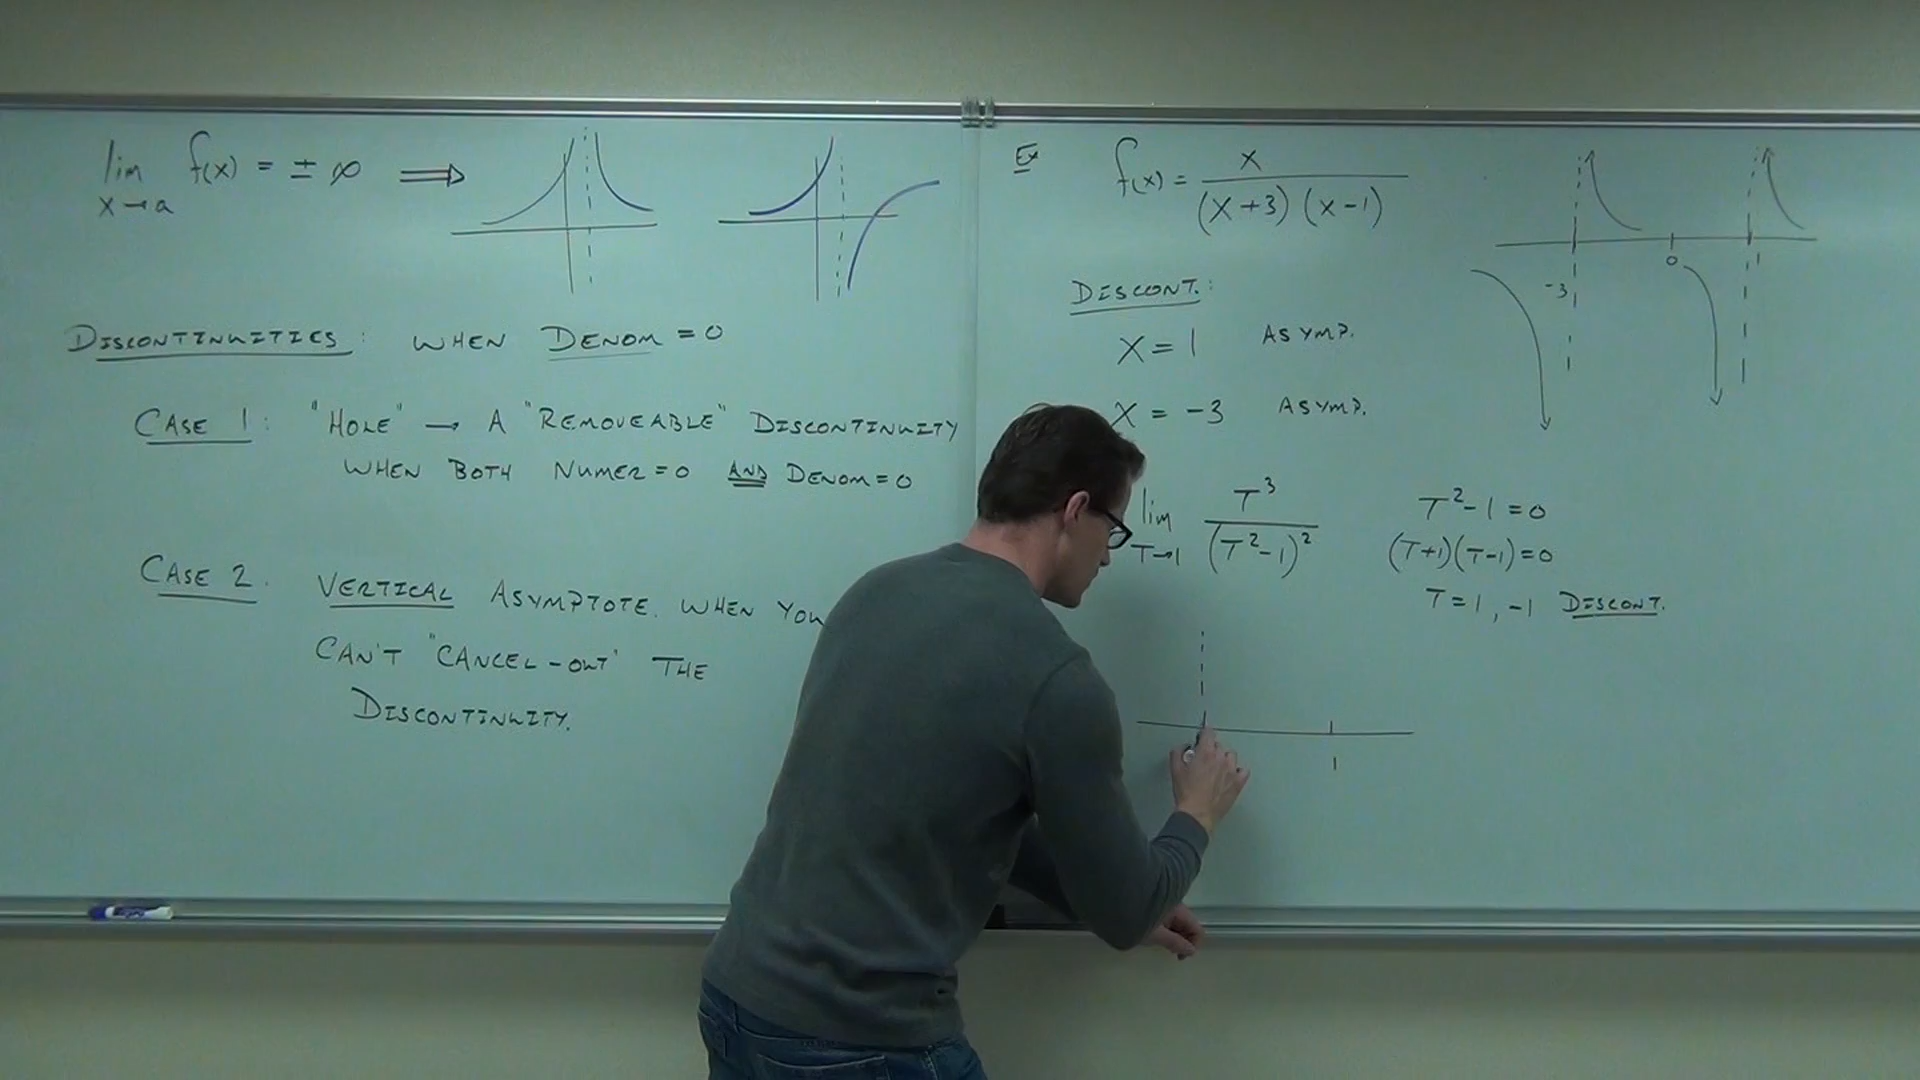 lim f(x) = ± ∞ ⟹
x→a
DISCONTINUITIES: WHEN DENOM = 0
CASE 1: "HOLE" → A "REMOVEABLE" DISCONTINUITY
WHEN BOTH NUMER = 0 AND DENOM = 0
CASE 2. VERTICAL ASYMPTOTE. WHEN YOU
CAN'T "CANCEL-OUT" THE
DISCONTINUITY.
Ex f(x) = x
(x+3)(x-1)
-3 0 1
DISCONT.:
X = 1 ASYMP.
X = -3 ASYMP.
lim T³
T→1 (T²-1)²
T²-1 = 0
(T+1)(T-1) = 0
T = 1, -1 DISCONT.
1